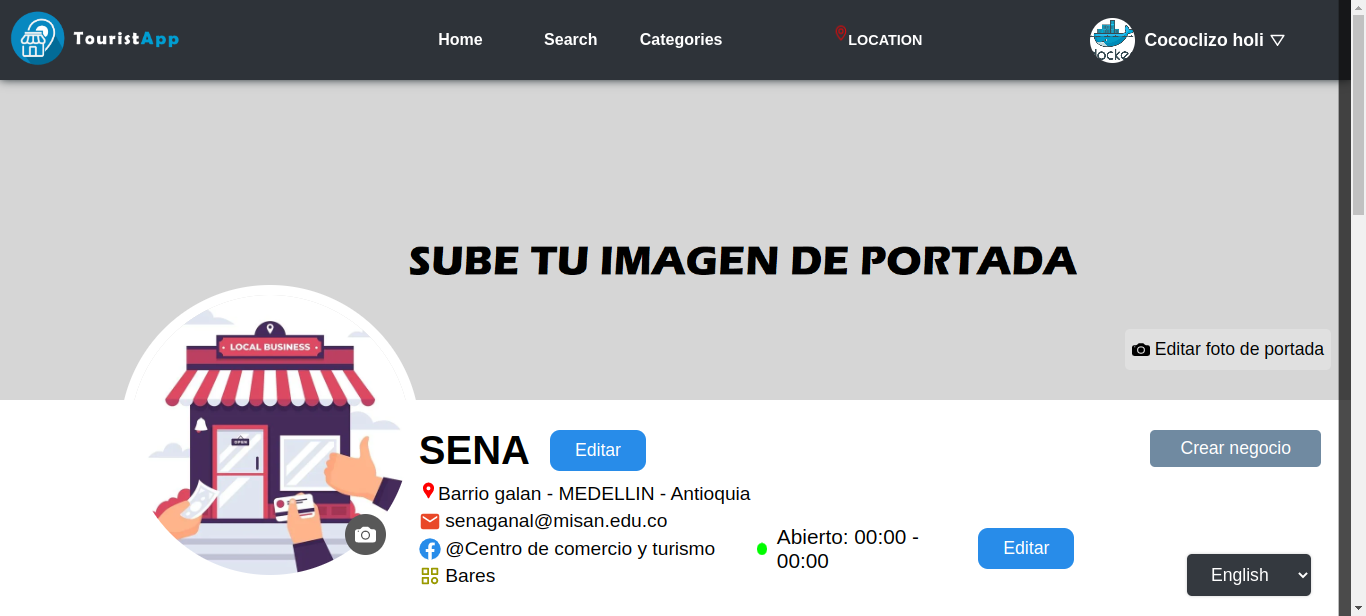 TouristApp
Home
Search
Categories
LOCATION
Cococlizo holi
SUBE TU IMAGEN DE PORTADA
LOCAL BUSINESS
OPEN
Editar foto de portada
SENA
Editar
Crear negocio
Barrio galan - MEDELLIN - Antioquia
senaganal@misan.edu.co
@Centro de comercio y turismo
Bares
Abierto: 00:00 -
00:00
Editar
English